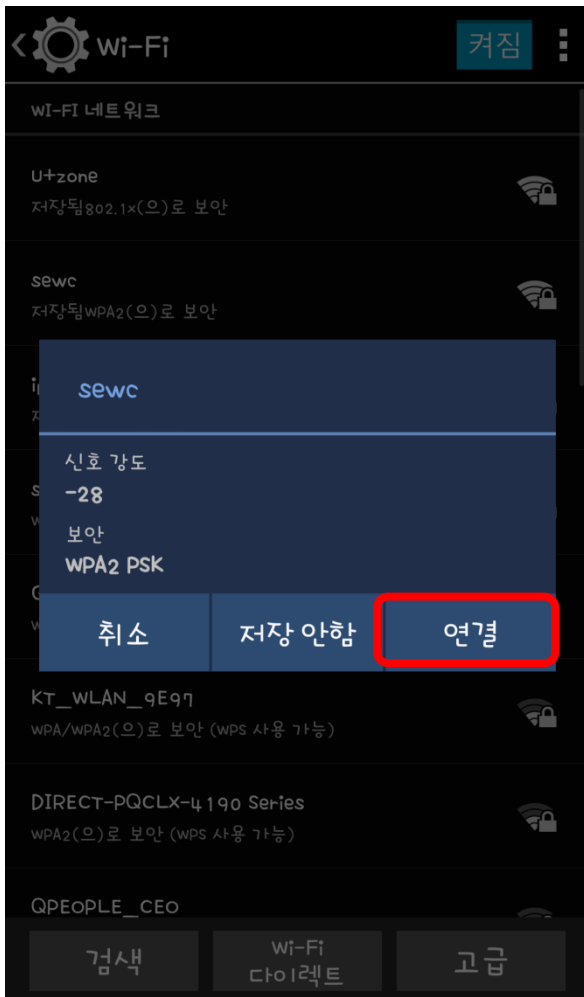 Wi-Fi
켜짐
WI-FI 네트워크
U+zone
저장됨802.1x(으)로 보안
sewc
저장됨WPA2(으)로 보안
sewc
신호 강도
-28
보안
WPA2 PSK
취소
저장 안함
연결
KT_WLAN_9E97
WPA/WPA2(으)로 보안 (WPS 사용 가능)
DIRECT-PQCLX-4190 Series
WPA2(으)로 보안 (WPS 사용 가능)
QPEOPLE_CEO
검색
Wi-Fi
다이렉트
고급